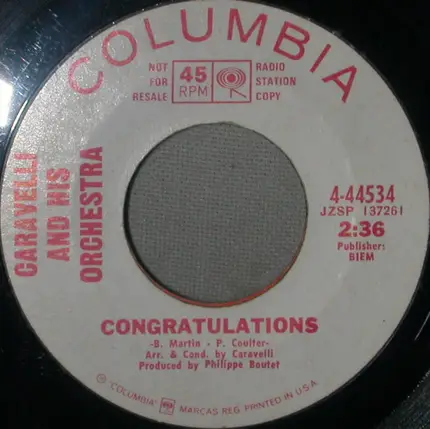 COLUMBIA
NOT FOR RESALE
45 RPM
RADIO STATION COPY
CARAVELLI
AND HIS
ORCHESTRA
4-44534
JZSP 137261
2:36
Publisher:
BIEM
CONGRATULATIONS
-B. Martin - P. Coulter-
Arr. & Cond. by Caravelli
Produced by Philippe Boutet
® "COLUMBIA" MARCAS REG. PRINTED IN U.S.A.